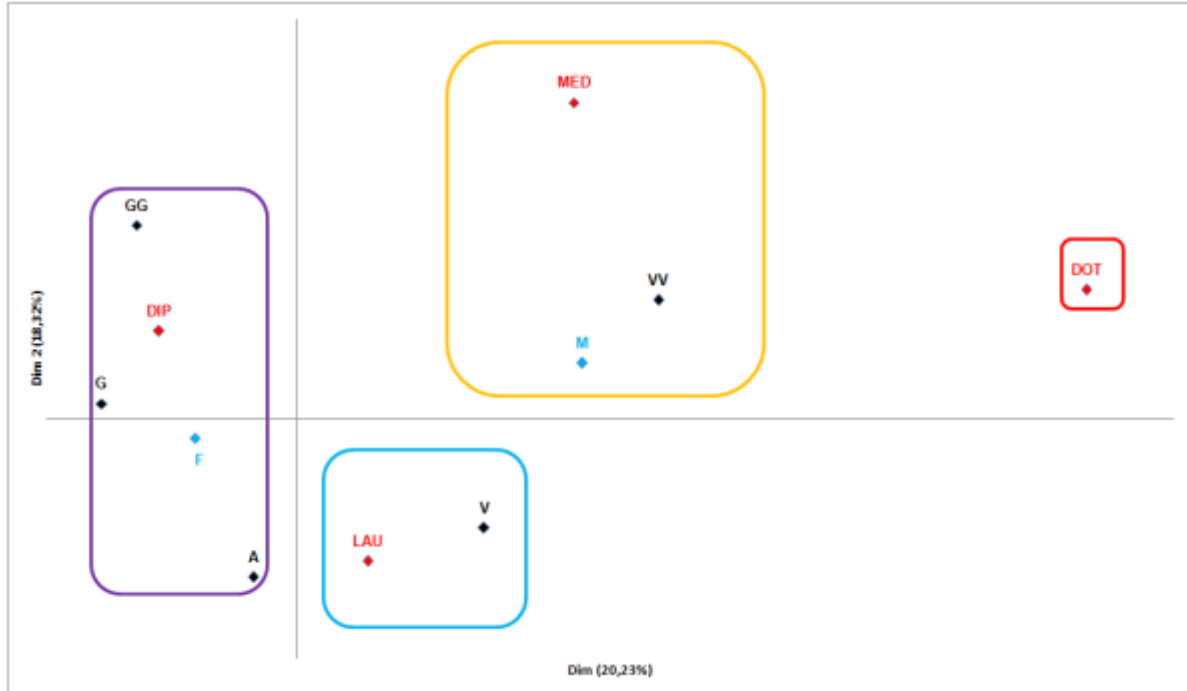 MED
GG
DOT
VV
DIP
M
G
F
V
LAU
A
Dim 2 (18,32%)
Dim (20,23%)